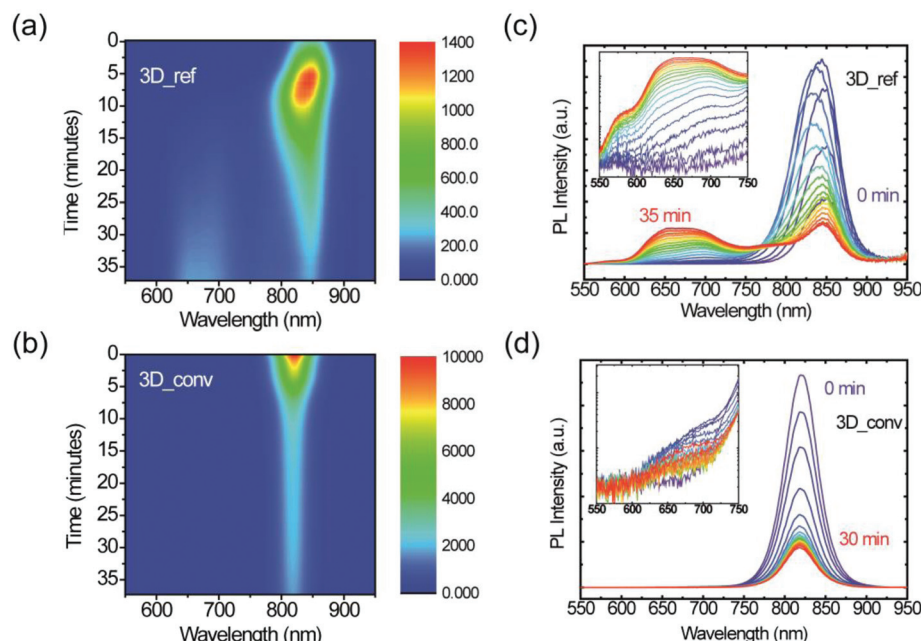 (a)
3D_ref
0
5
10
15
20
25
30
35
Time (minutes)
600 700 800 900
Wavelength (nm)
1400
1200
1000
800.0
600.0
400.0
200.0
0.000
(b)
3D_conv
0
5
10
15
20
25
30
35
Time (minutes)
600 700 800 900
Wavelength (nm)
10000
8000
6000
4000
2000
0.000
(c)
3D_ref
0 min
35 min
550 600 650 700 750
PL Intensity (a.u.)
550 600 650 700 750 800 850 900 950
Wavelength (nm)
(d)
0 min
3D_conv
30 min
550 600 650 700 750
PL Intensity (a.u.)
550 600 650 700 750 800 850 900 950
Wavelength (nm)